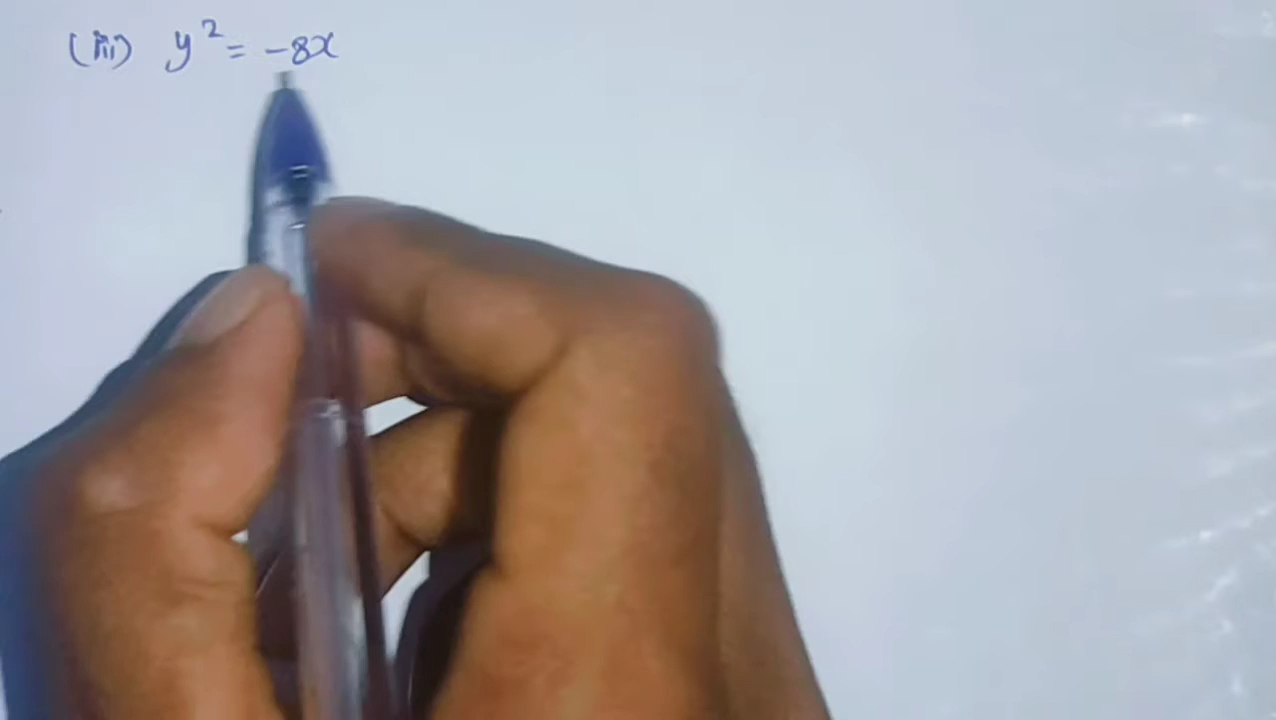 (iii) y² = -8x